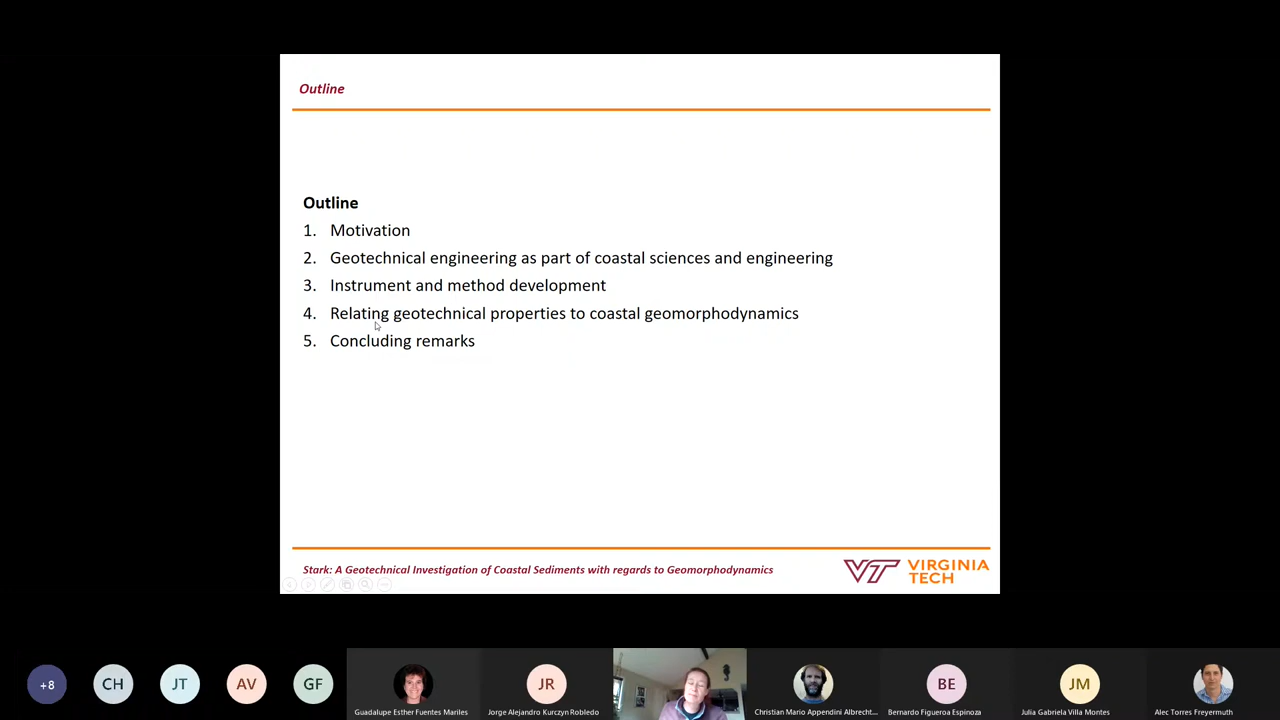 Outline
Outline
1. Motivation
2. Geotechnical engineering as part of coastal sciences and engineering
3. Instrument and method development
4. Relating geotechnical properties to coastal geomorphodynamics
5. Concluding remarks
Stark: A Geotechnical Investigation of Coastal Sediments with regards to Geomorphodynamics
VT VIRGINIA TECH
+8
CH
JT
AV
GF
JR
BE
JM
Guadalupe Esther Fuentes Mariles
Jorge Alejandro Kurczyn Robledo
Christian Mario Appendini Albrecht...
Bernardo Figueroa Espinoza
Julia Gabriela Villa Montes
Alec Torres Freyermuth